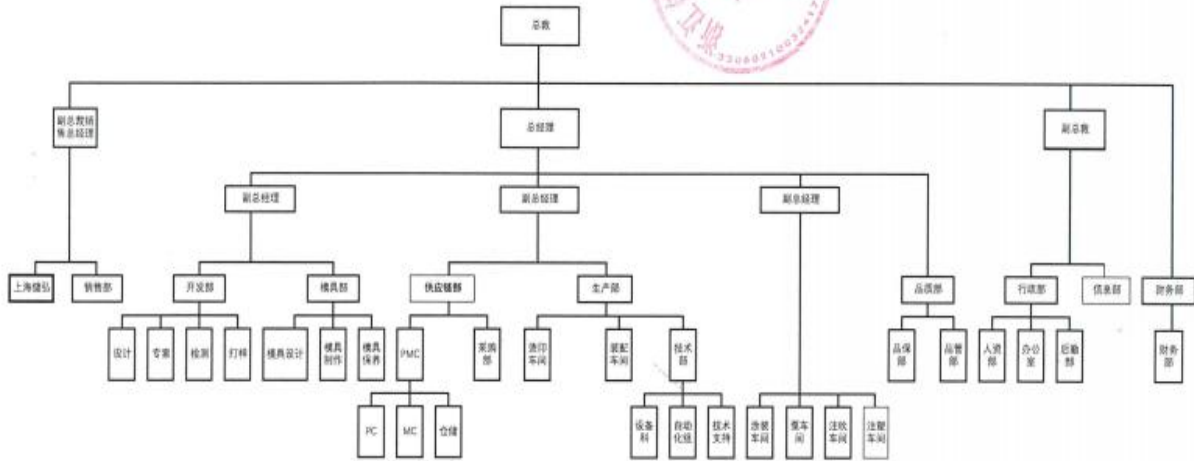 总裁
3306021003241
副总裁销
售总经理
总经理
副总裁
副总经理
副总经理
副总经理
上海健弘
销售部
开发部
模具部
供应链部
生产部
品质部
行政部
信息部
财务部
设计
专案
检测
打样
模具设计
模具
制作
模具
保养
PMC
采购
部
烫印
车间
装配
车间
技术
部
品保
部
品管
部
人资
部
办公
室
后勤
部
财务
部
PC
MC
仓储
设备
科
自动
化组
技术
支持
涂装
车间
泵车
间
注吹
车间
注塑
车间